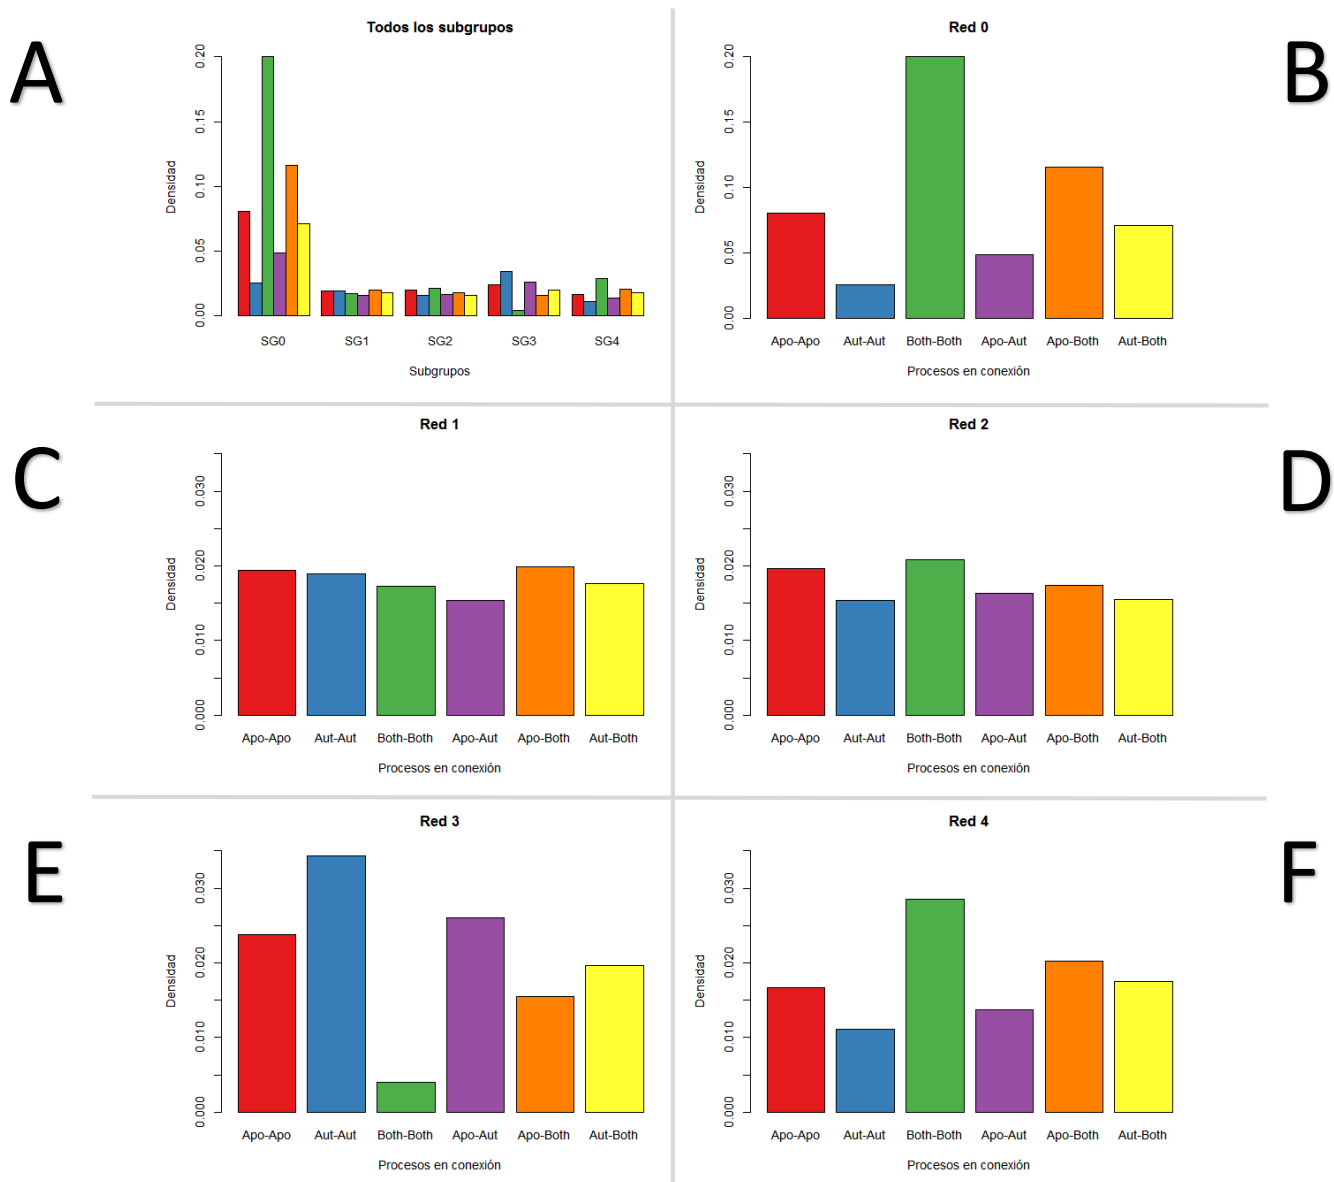 A
Todos los subgrupos
Densidad
0.00 0.05 0.10 0.15 0.20
SG0 SG1 SG2 SG3 SG4
Subgrupos
B
Red 0
Densidad
0.00 0.05 0.10 0.15 0.20
Apo-Apo Aut-Aut Both-Both Apo-Aut Apo-Both Aut-Both
Procesos en conexión
C
Red 1
Densidad
0.000 0.010 0.020 0.030
Apo-Apo Aut-Aut Both-Both Apo-Aut Apo-Both Aut-Both
Procesos en conexión
D
Red 2
Densidad
0.000 0.010 0.020 0.030
Apo-Apo Aut-Aut Both-Both Apo-Aut Apo-Both Aut-Both
Procesos en conexión
E
Red 3
Densidad
0.000 0.010 0.020 0.030
Apo-Apo Aut-Aut Both-Both Apo-Aut Apo-Both Aut-Both
Procesos en conexión
F
Red 4
Densidad
0.000 0.010 0.020 0.030
Apo-Apo Aut-Aut Both-Both Apo-Aut Apo-Both Aut-Both
Procesos en conexión